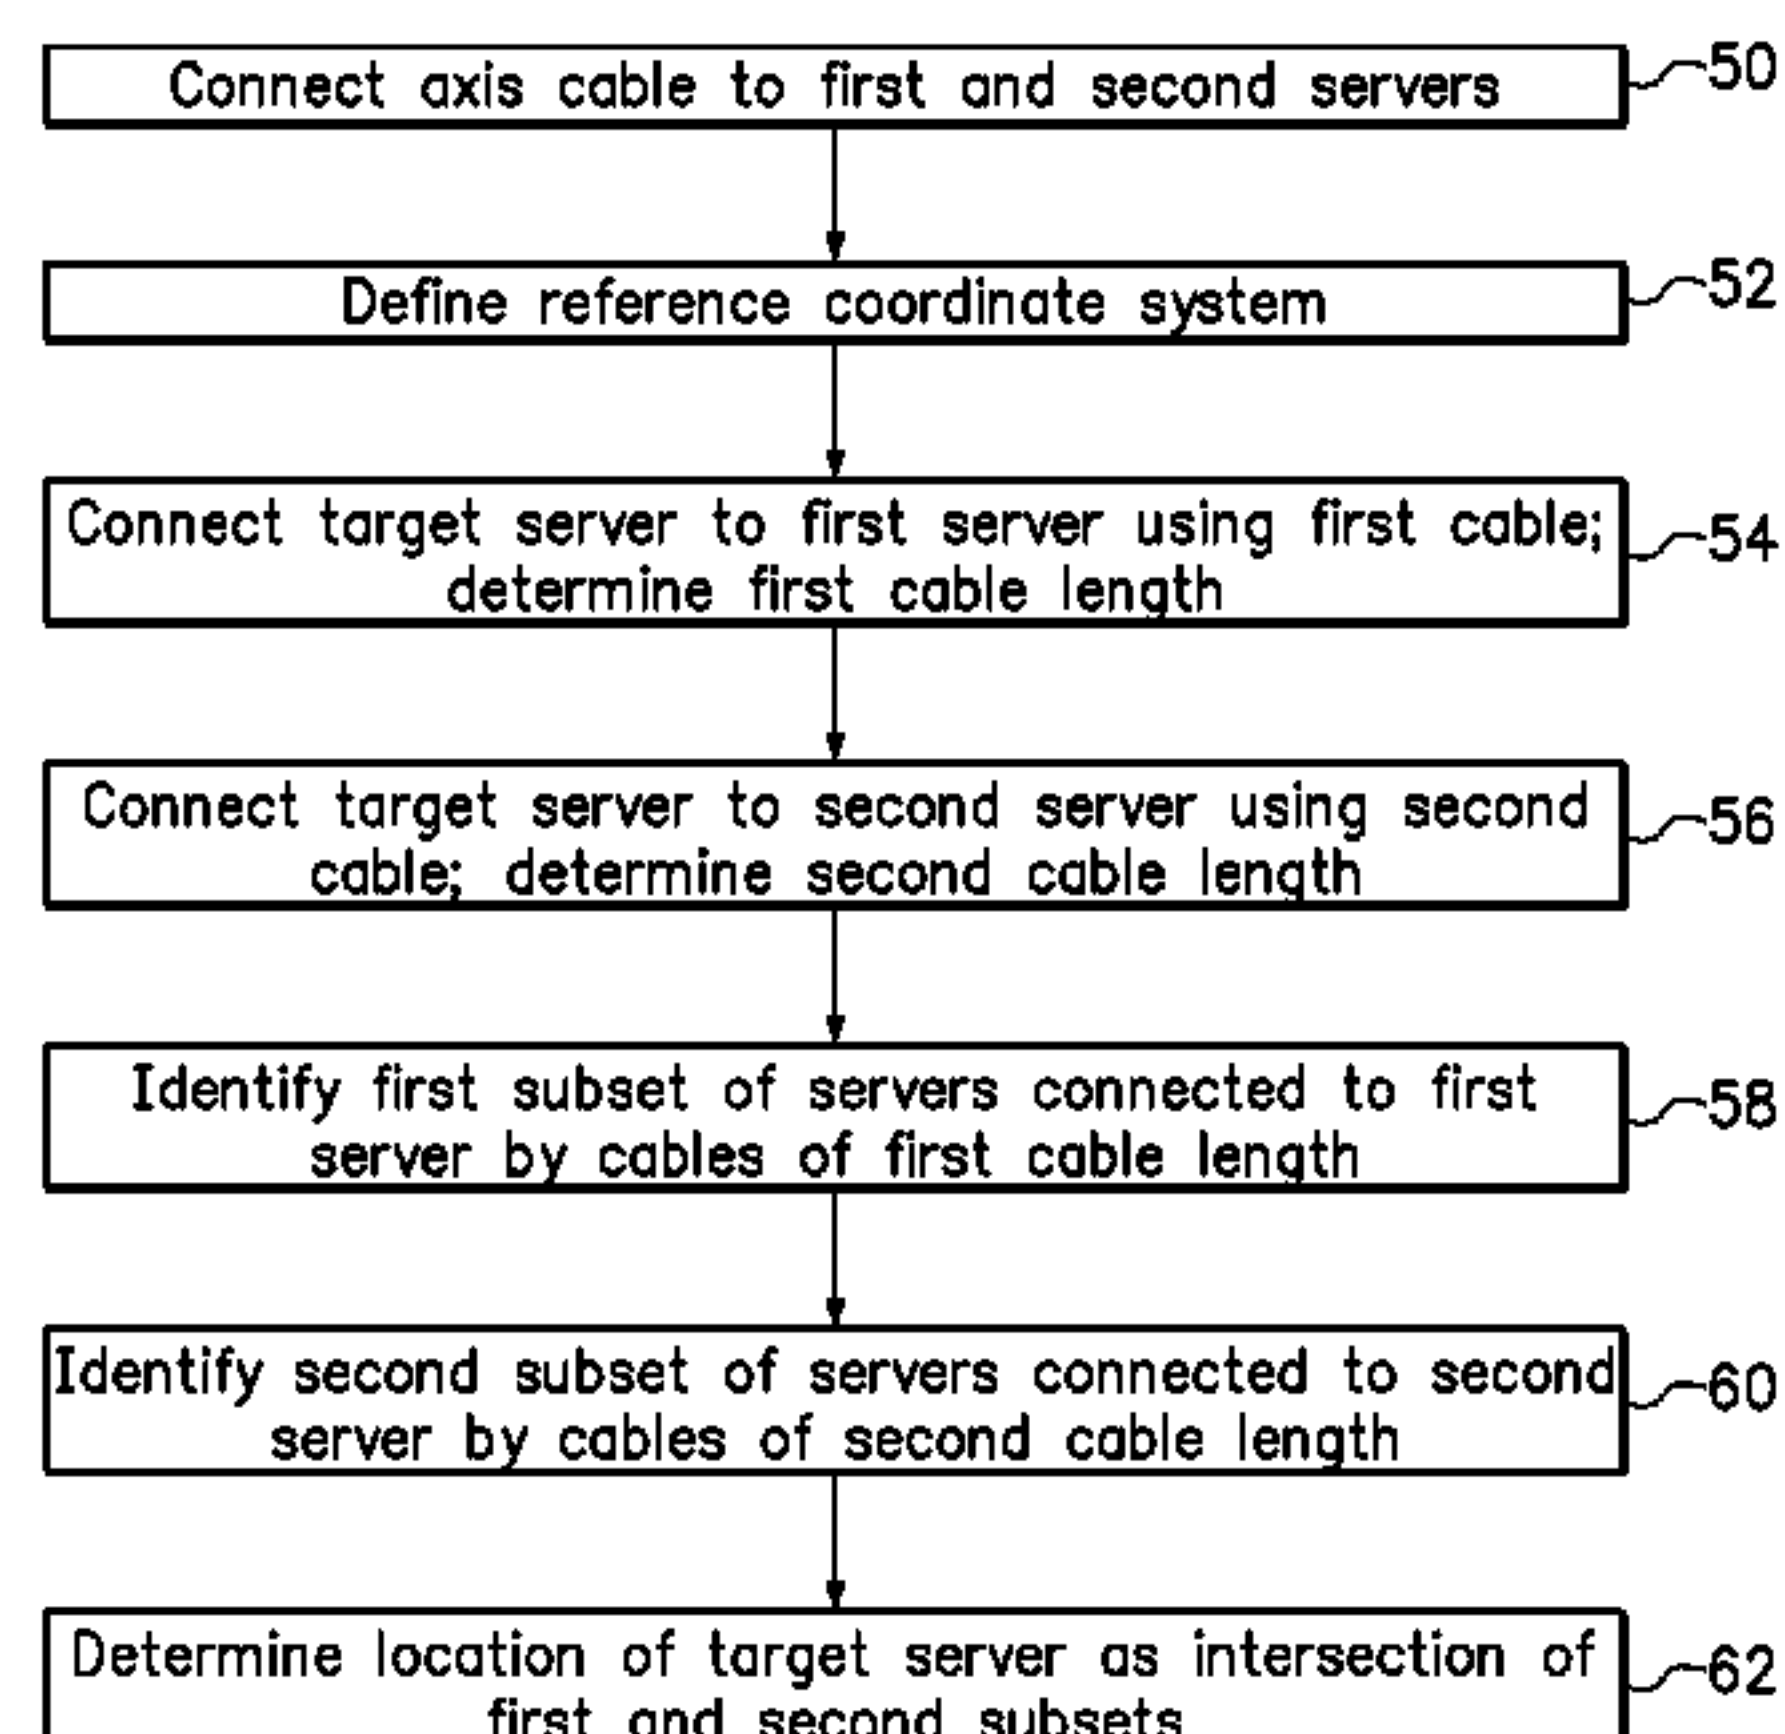 Connect axis cable to first and second servers
50
Define reference coordinate system
52
Connect target server to first server using first cable;
determine first cable length
54
Connect target server to second server using second
cable; determine second cable length
56
Identify first subset of servers connected to first
server by cables of first cable length
58
Identify second subset of servers connected to second
server by cables of second cable length
60
Determine location of target server as intersection of
first and second subsets
62